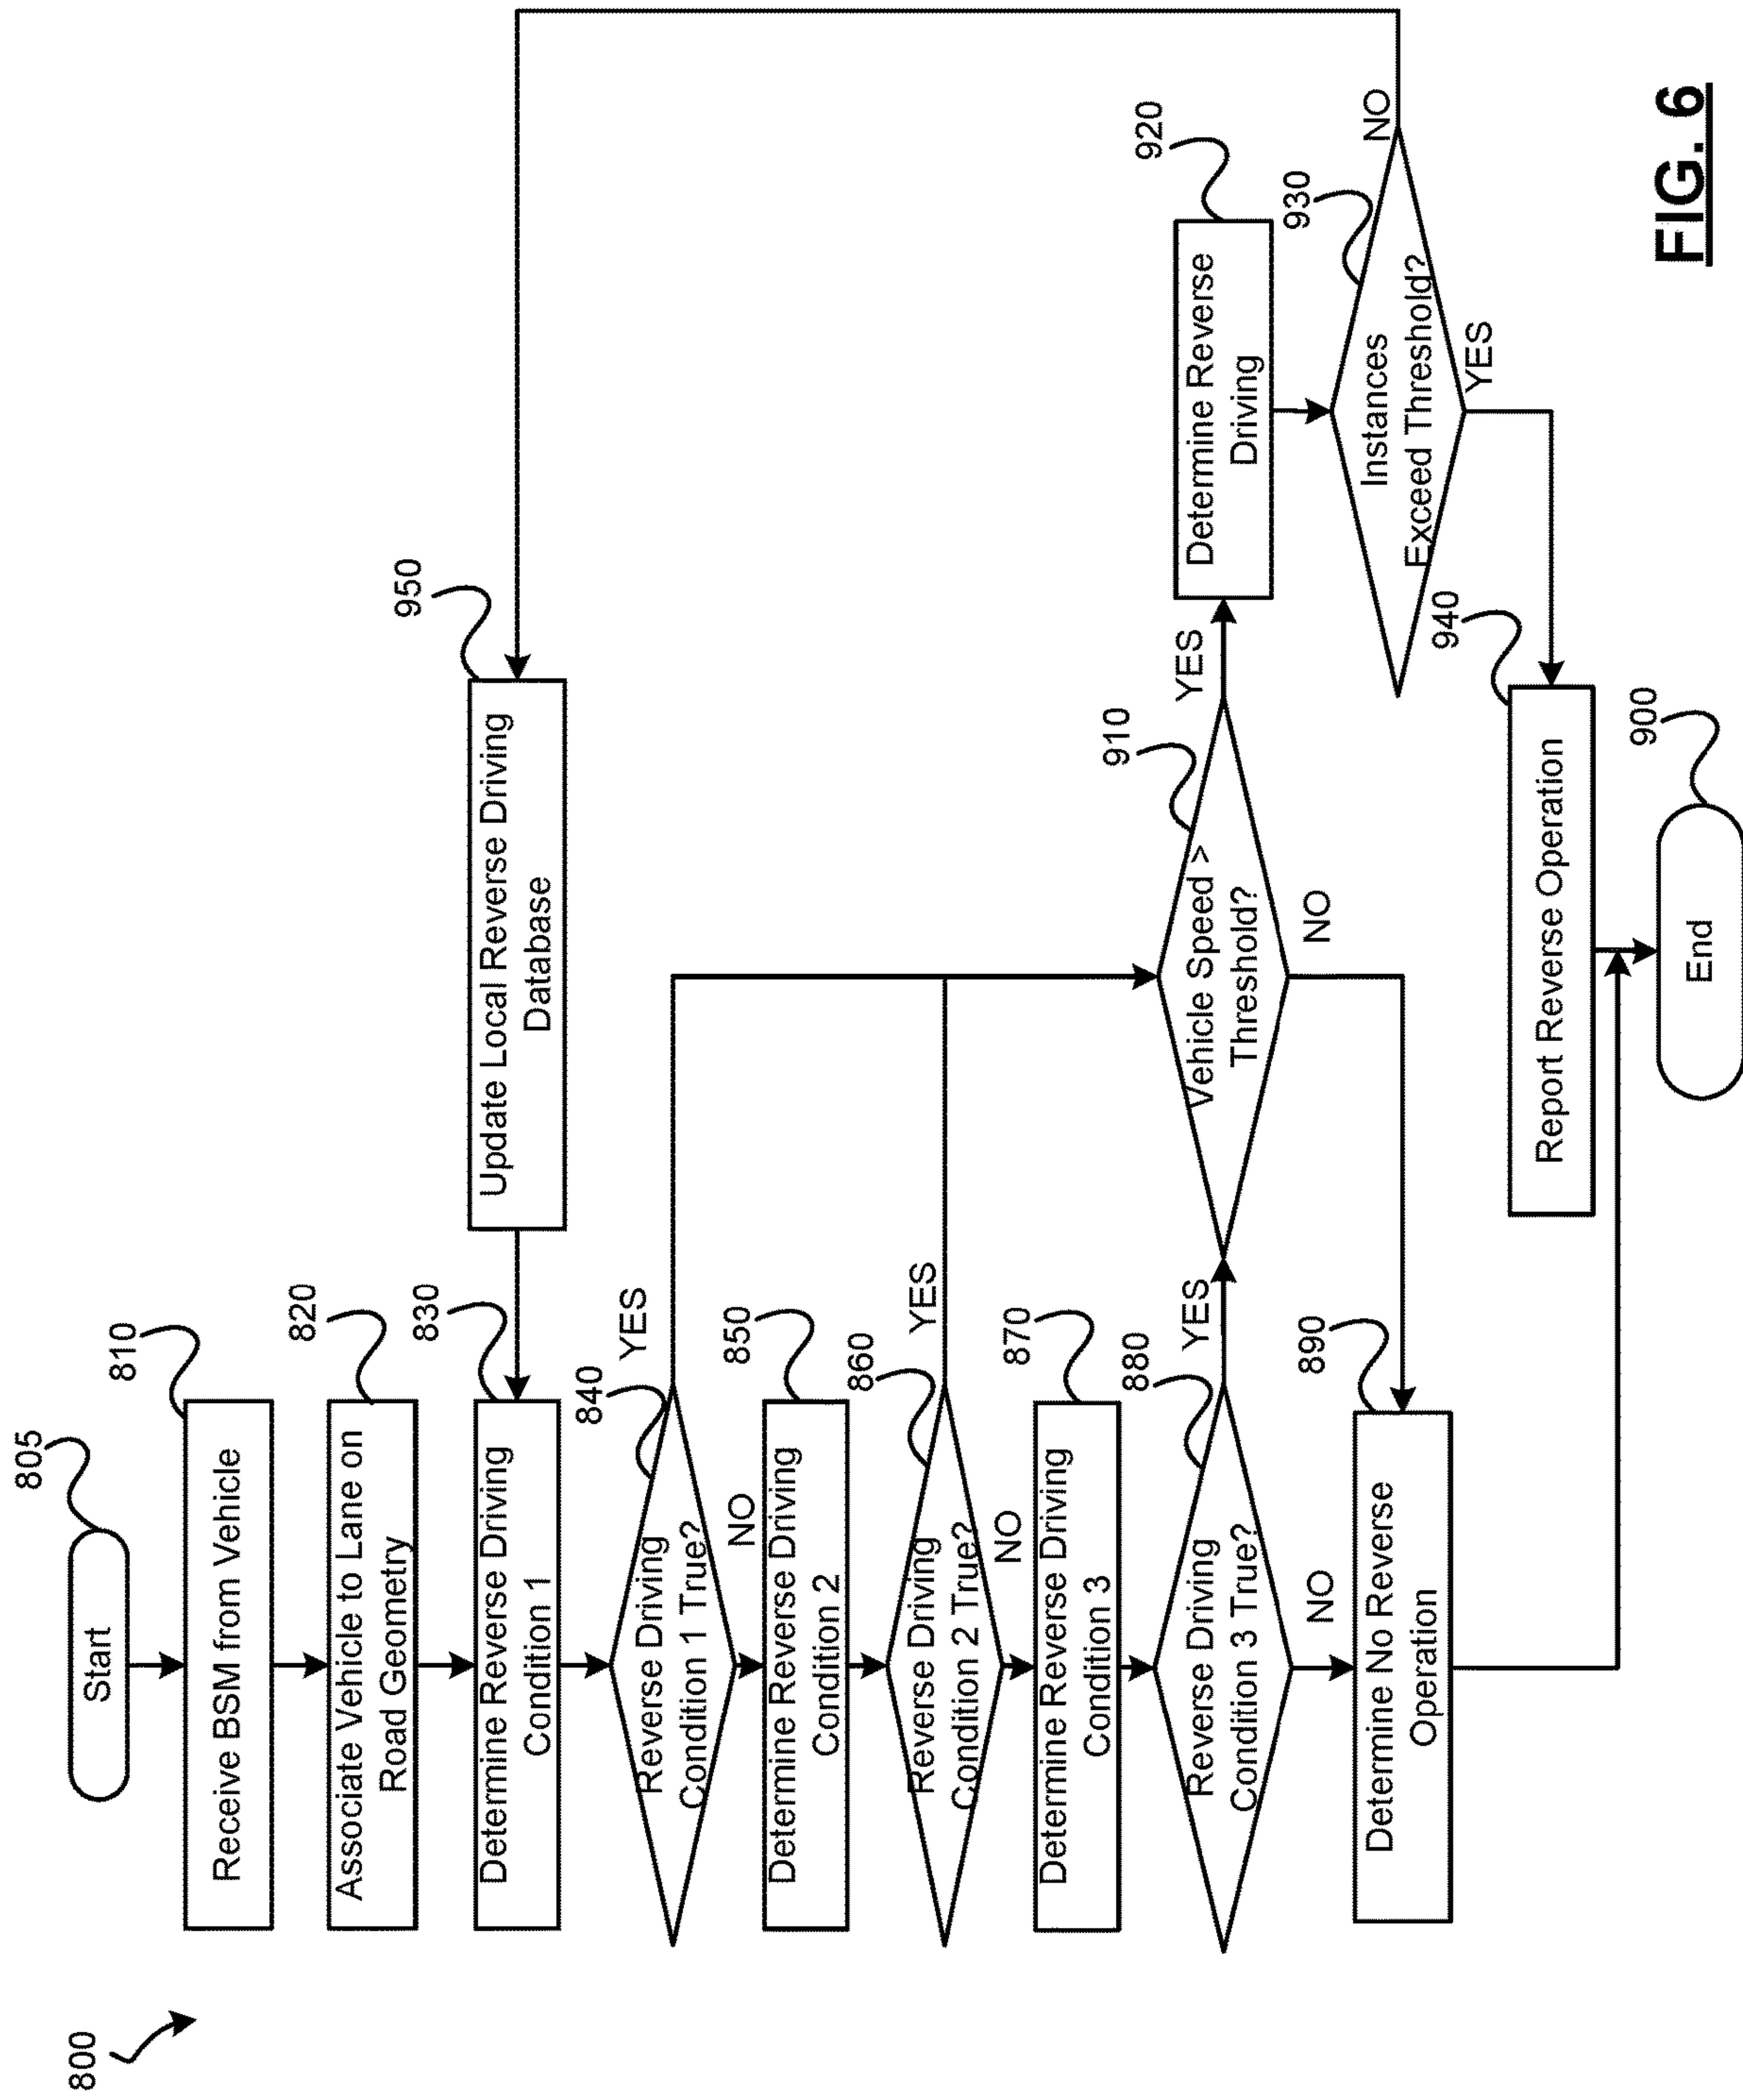 800
805
Start
810
Receive BSM from Vehicle
820
Associate Vehicle to Lane on
Road Geometry
830
Determine Reverse Driving
Condition 1
950
Update Local Reverse Driving
Database
840
Reverse Driving
Condition 1 True?
YES
NO
850
Determine Reverse Driving
Condition 2
860
Reverse Driving
Condition 2 True?
YES
NO
870
Determine Reverse Driving
Condition 3
880
Reverse Driving
Condition 3 True?
YES
NO
910
Vehicle Speed >
Threshold?
YES
NO
920
Determine Reverse
Driving
930
Instances
Exceed Threshold?
NO
YES
890
Determine No Reverse
Operation
940
Report Reverse Operation
900
End
FIG. 6